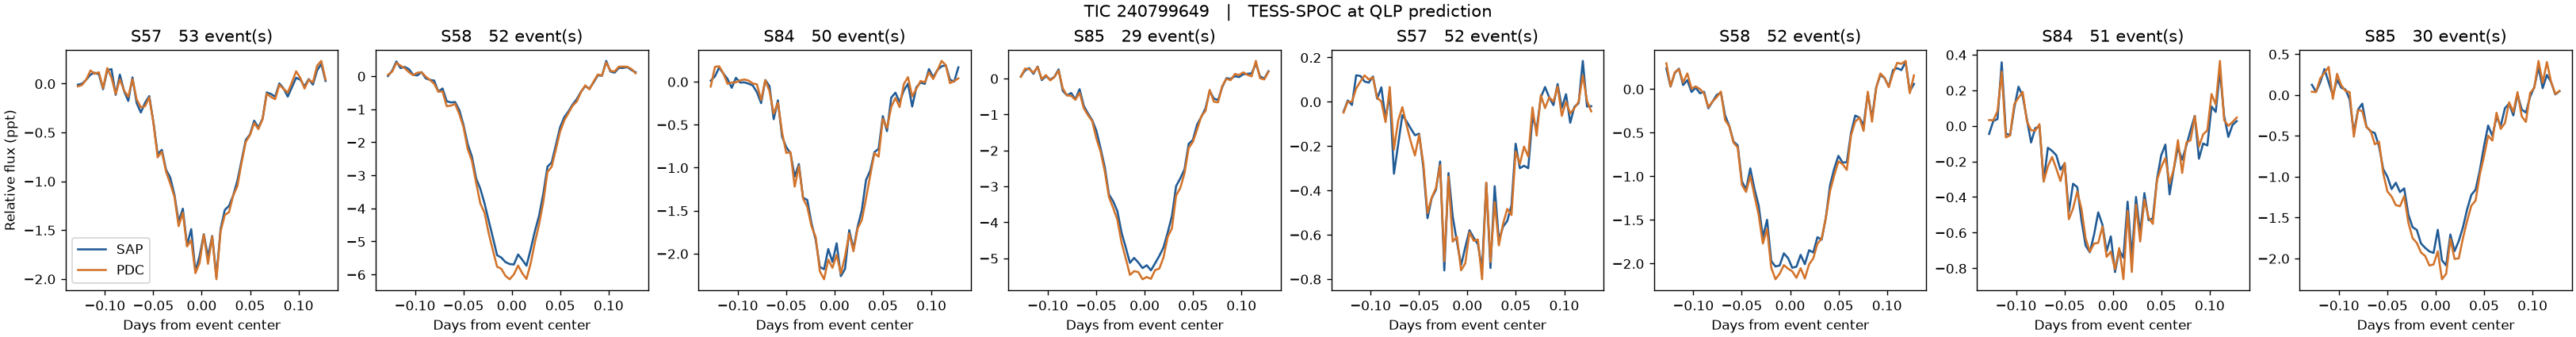 TIC 240799649 | TESS-SPOC at QLP prediction
S57 53 event(s)
S58 52 event(s)
S84 50 event(s)
S85 29 event(s)
S57 52 event(s)
S58 52 event(s)
S84 51 event(s)
S85 30 event(s)
Relative flux (ppt)
0.0
−0.5
−1.0
−1.5
−2.0
SAP
PDC
−0.10 −0.05 0.00 0.05 0.10
Days from event center
0
−1
−2
−3
−4
−5
−6
−0.10 −0.05 0.00 0.05 0.10
Days from event center
0.0
−0.5
−1.0
−1.5
−2.0
−0.10 −0.05 0.00 0.05 0.10
Days from event center
0
−1
−2
−3
−4
−5
−0.10 −0.05 0.00 0.05 0.10
Days from event center
0.2
0.0
−0.2
−0.4
−0.6
−0.8
−0.10 −0.05 0.00 0.05 0.10
Days from event center
0.0
−0.5
−1.0
−1.5
−2.0
−0.10 −0.05 0.00 0.05 0.10
Days from event center
0.4
0.2
0.0
−0.2
−0.4
−0.6
−0.8
−0.10 −0.05 0.00 0.05 0.10
Days from event center
0.5
0.0
−0.5
−1.0
−1.5
−2.0
−0.10 −0.05 0.00 0.05 0.10
Days from event center